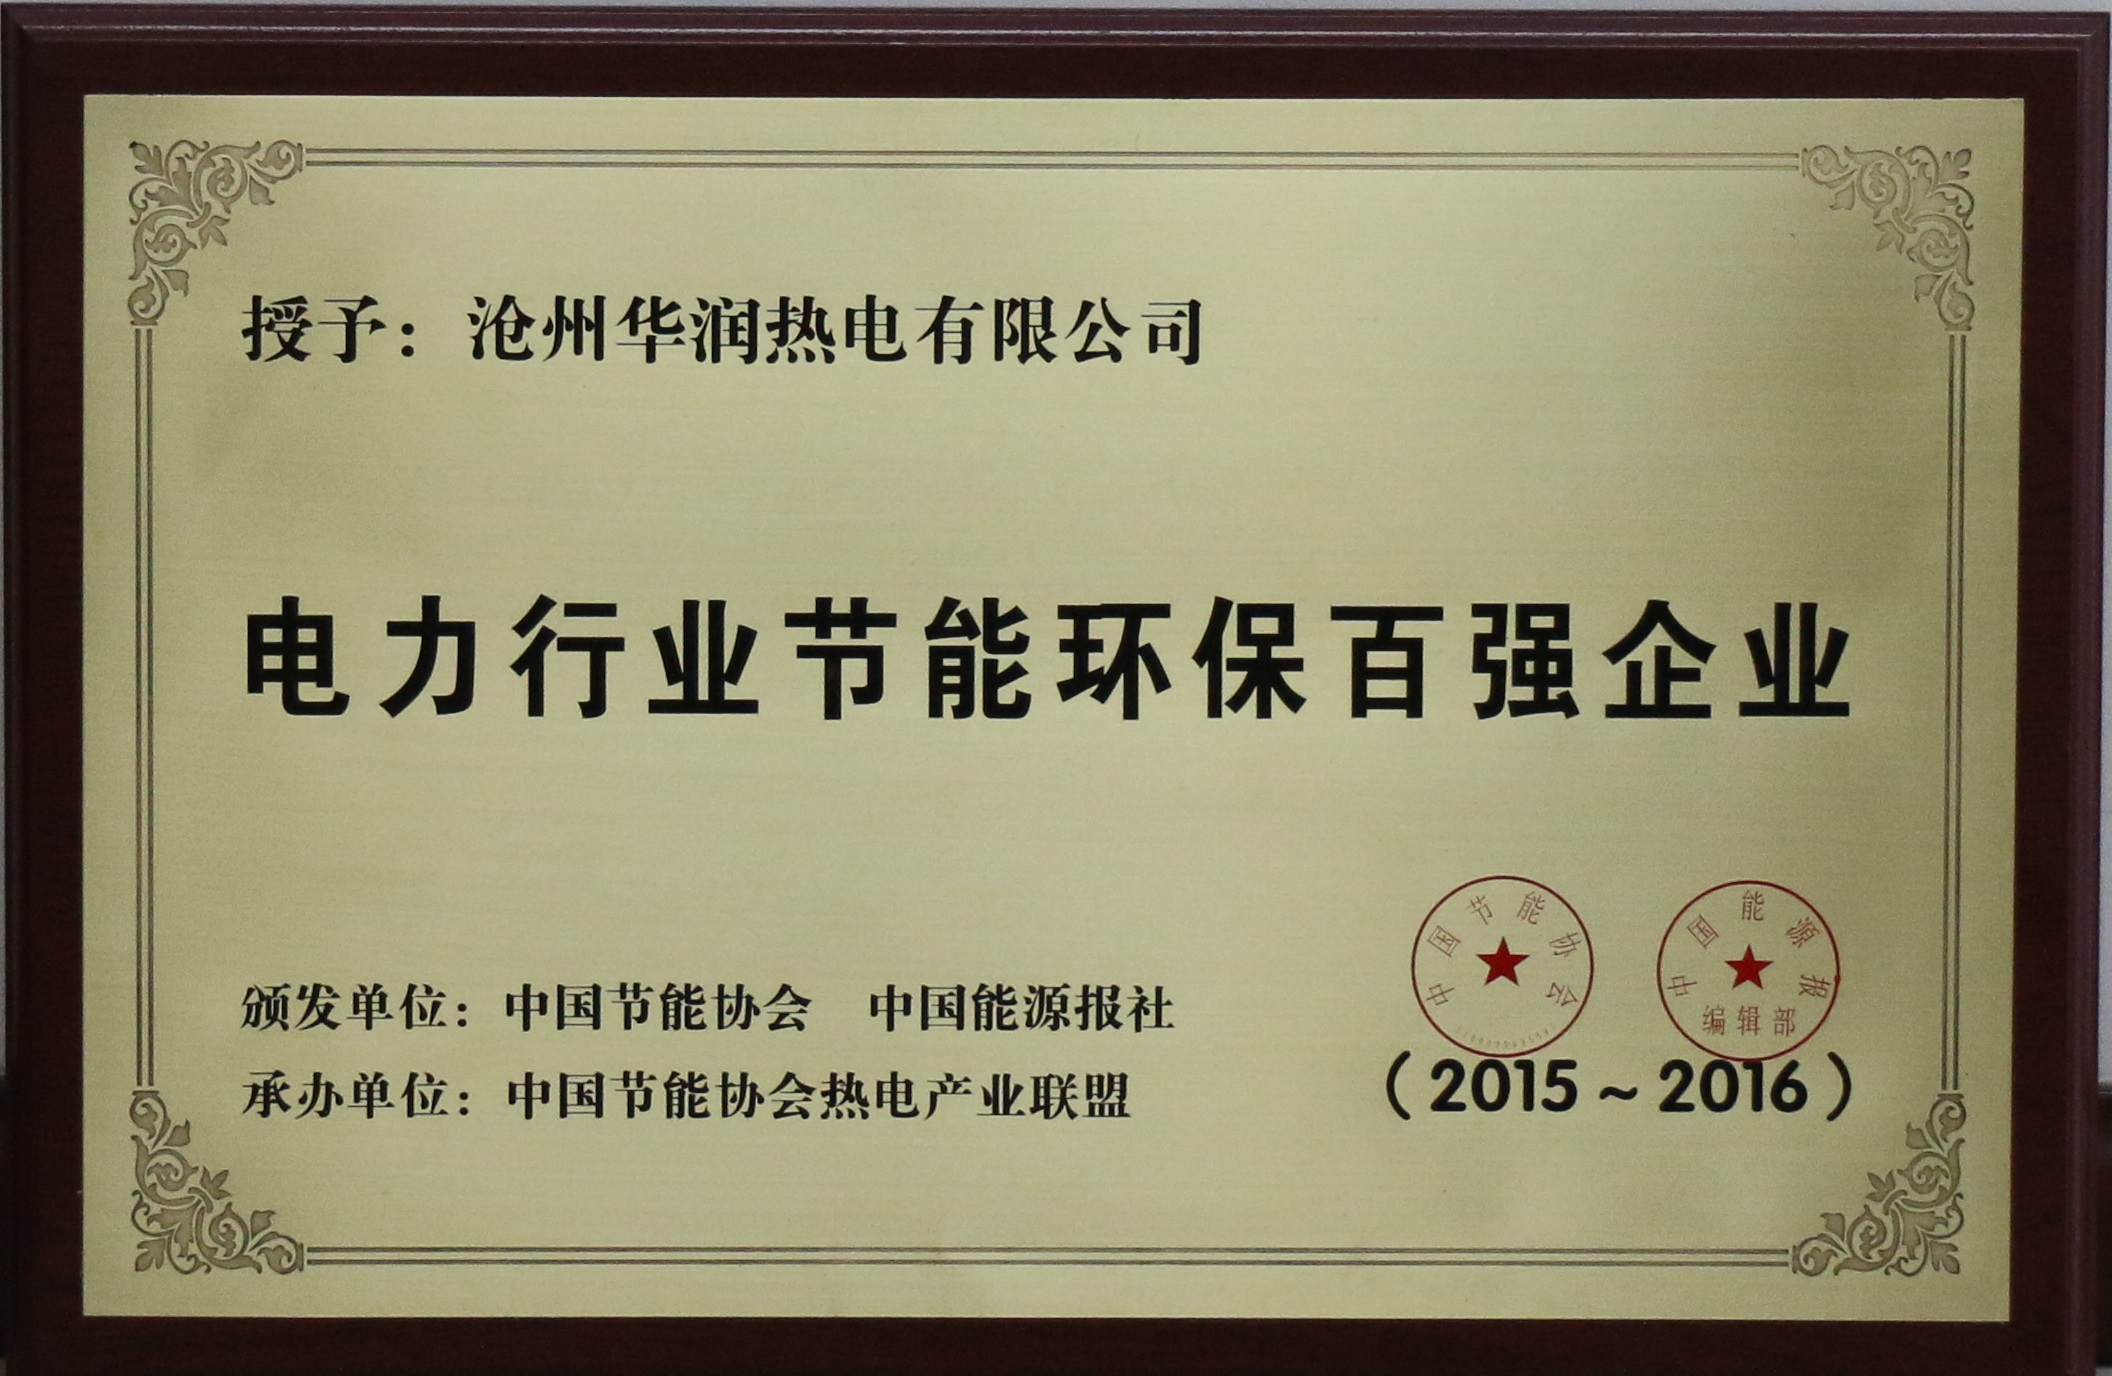 授予：沧州华润热电有限公司
电力行业节能环保百强企业
中国节能协会
中国能源报
编辑部
颁发单位：中国节能协会　中国能源报社
承办单位：中国节能协会热电产业联盟
（2015～2016）